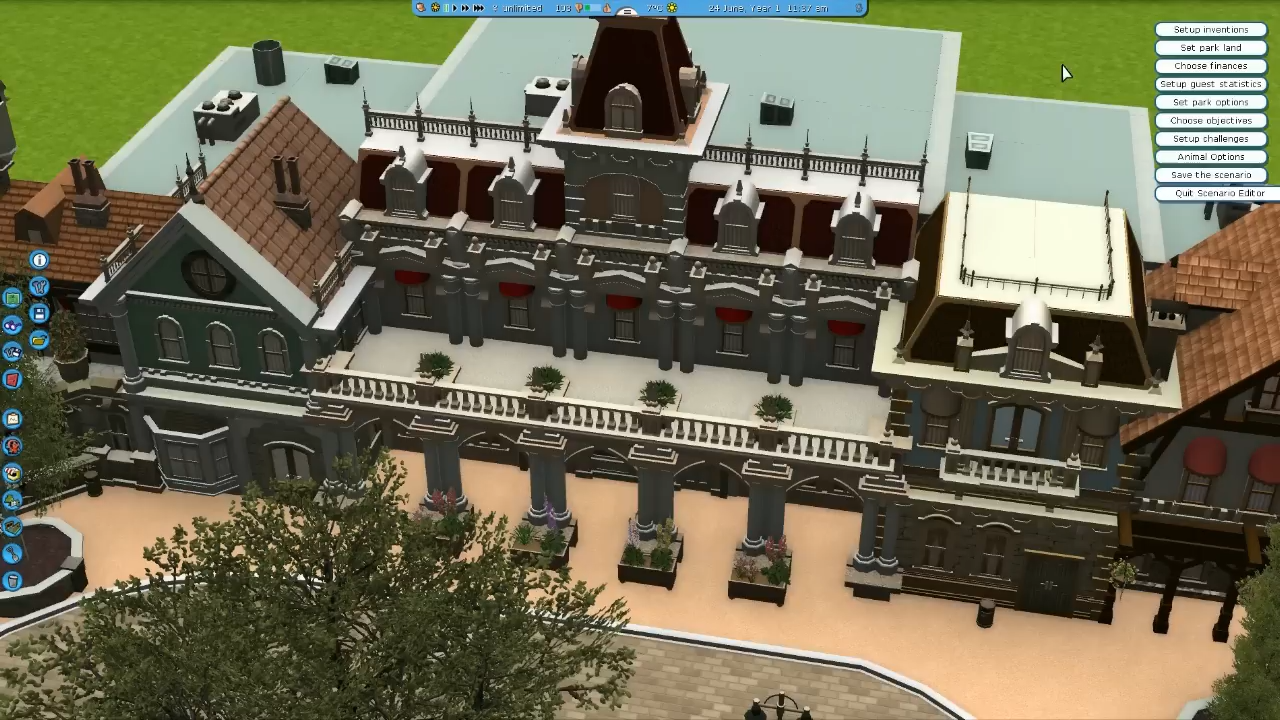 unlimited 7°C 24 June, Year 1 11:37 am
Setup inventions
Set park land
Choose finances
Setup guest statistics
Set park options
Choose objectives
Setup challenges
Animal Options
Save the scenario
Quit Scenario Editor